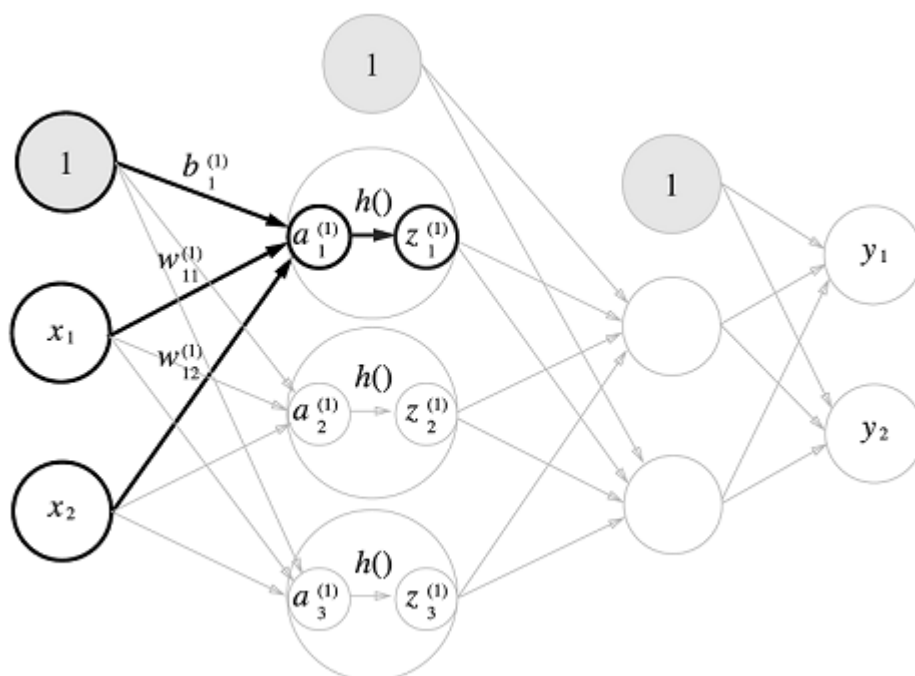 1
1
b₁⁽¹⁾
1
h()
a₁⁽¹⁾
z₁⁽¹⁾
w₁₁⁽¹⁾
y₁
x₁
w₁₂⁽¹⁾
h()
a₂⁽¹⁾
z₂⁽¹⁾
y₂
x₂
h()
a₃⁽¹⁾
z₃⁽¹⁾